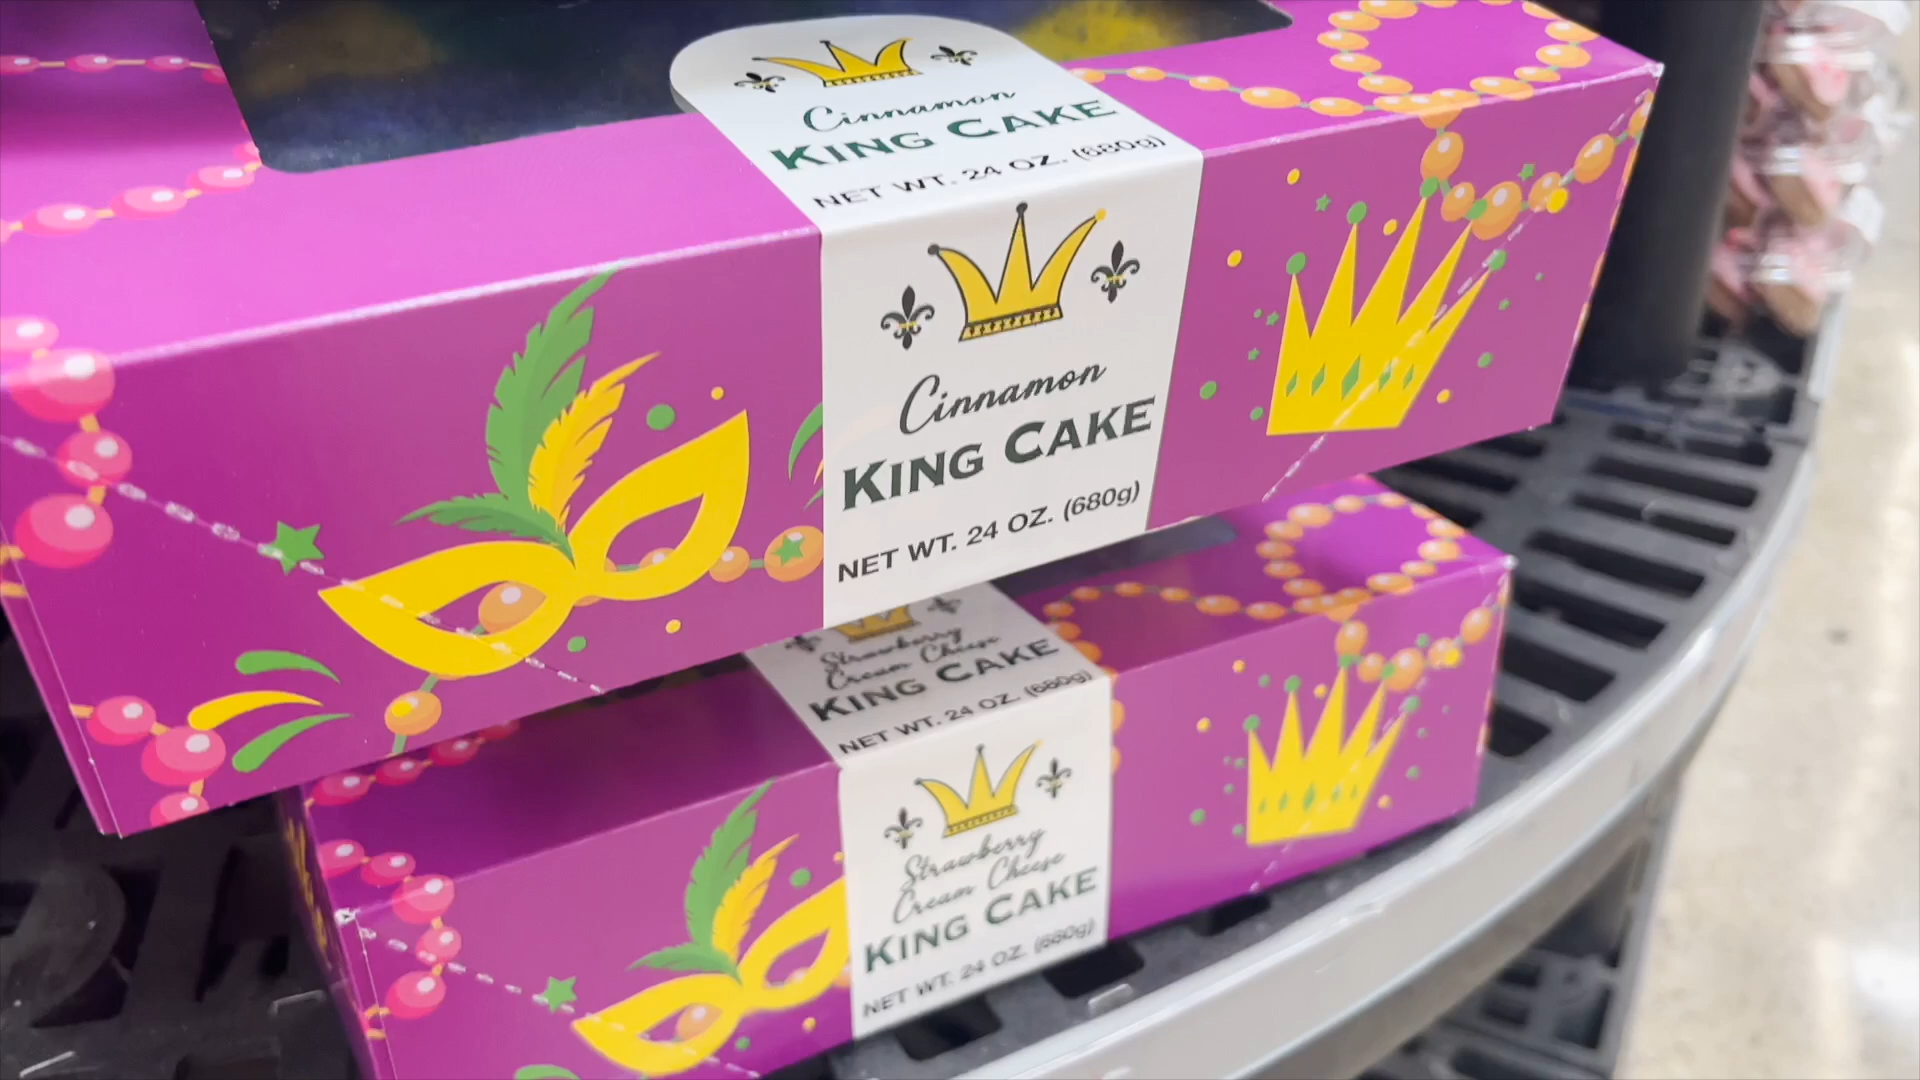 Cinnamon
KING CAKE
NET WT. 24 OZ. (680g)
Cinnamon
KING CAKE
NET WT. 24 OZ. (680g)
Strawberry
Cream Cheese
KING CAKE
NET WT. 24 OZ. (680g)
Strawberry
Cream Cheese
KING CAKE
NET WT. 24 OZ. (680g)